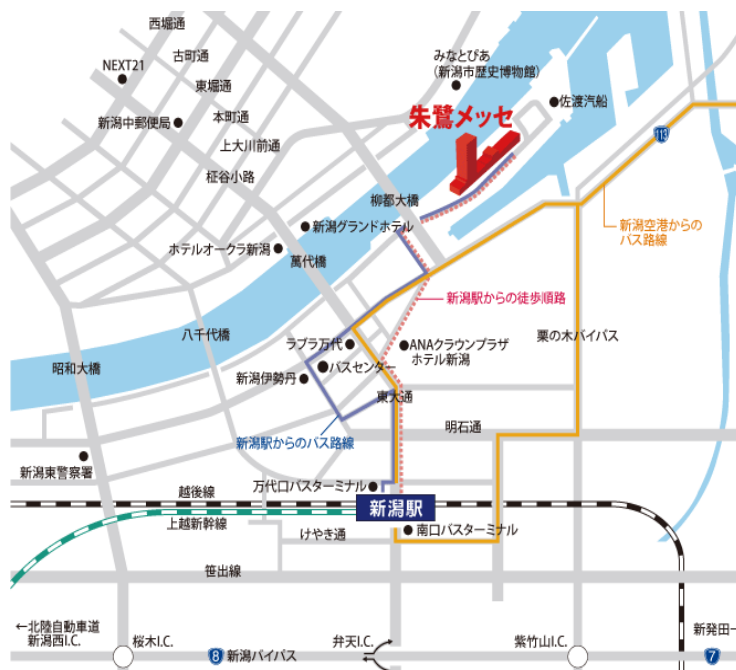 西堀通
古町通
NEXT21
東堀通
みなとぴあ
(新潟市歴史博物館)
佐渡汽船
本町通
新潟中郵便局
朱鷺メッセ
上大川前通
113
柾谷小路
柳都大橋
新潟グランドホテル
新潟空港からの
バス路線
ホテルオークラ新潟
萬代橋
新潟駅からの徒歩順路
八千代橋
栗の木バイパス
ラブラ万代
ANAクラウンプラザ
ホテル新潟
昭和大橋
バスセンター
新潟伊勢丹
東大通
明石通
新潟駅からのバス路線
新潟東警察署
万代口バスターミナル
越後線
新潟駅
上越新幹線
南口バスターミナル
けやき通
笹出線
←北陸自動車道
新潟西I.C.
桜木I.C.
弁天I.C.
紫竹山I.C.
新発田→
8
新潟バイパス
7